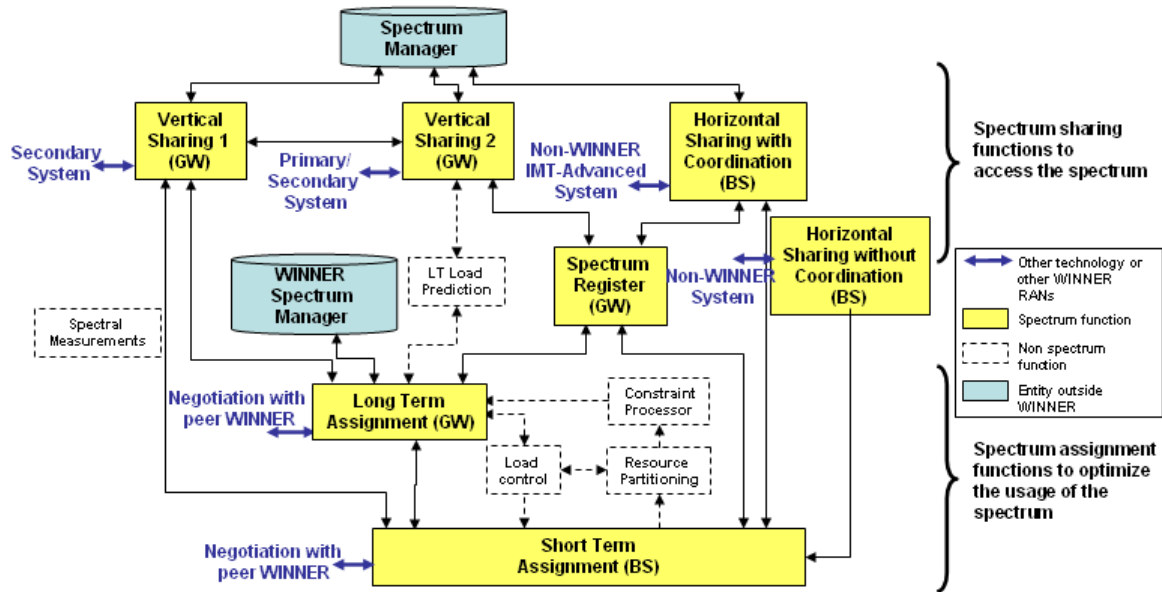 Spectrum
Manager
Vertical
Sharing 1
(GW)
Vertical
Sharing 2
(GW)
Horizontal
Sharing with
Coordination
(BS)
Spectrum sharing
functions to
access the spectrum
Secondary
System
Primary/
Secondary
System
Non-WINNER
IMT-Advanced
System
Horizontal
Sharing without
Coordination
(BS)
WINNER
Spectrum
Manager
LT Load
Prediction
Spectrum
Register
(GW)
Non-WINNER
System
Other technology or
other WINNER
RANs
Spectrum function
Non spectrum
function
Entity outside
WINNER
Spectral
Measurements
Negotiation with
peer WINNER
Long Term
Assignment (GW)
Constraint
Processor
Load
control
Resource
Partitioning
Spectrum assignment
functions to optimize
the usage of the
spectrum
Negotiation with
peer WINNER
Short Term
Assignment (BS)